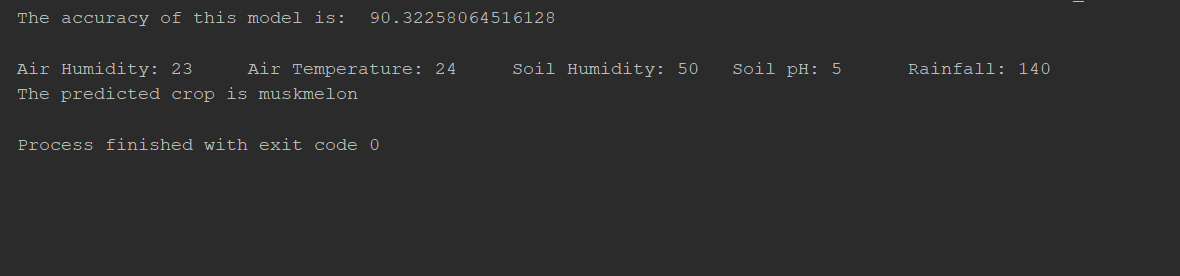 The accuracy of this model is: 90.32258064516128
Air Humidity: 23 Air Temperature: 24 Soil Humidity: 50 Soil pH: 5 Rainfall: 140
The predicted crop is muskmelon
Process finished with exit code 0